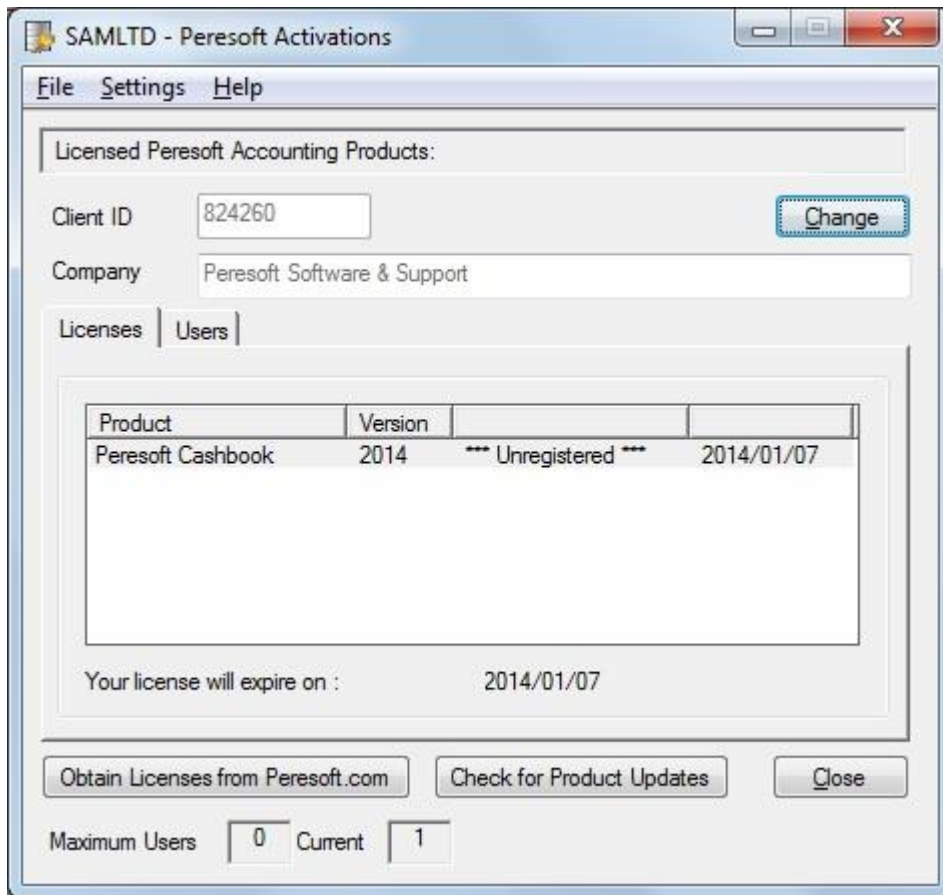 SAMLTD - Peresoft Activations
File Settings Help
Licensed Peresoft Accounting Products:
Client ID 824260 Change
Company Peresoft Software & Support
Licenses Users
Product Version
Peresoft Cashbook 2014 *** Unregistered *** 2014/01/07
Your license will expire on : 2014/01/07
Obtain Licenses from Peresoft.com Check for Product Updates Close
Maximum Users 0 Current 1